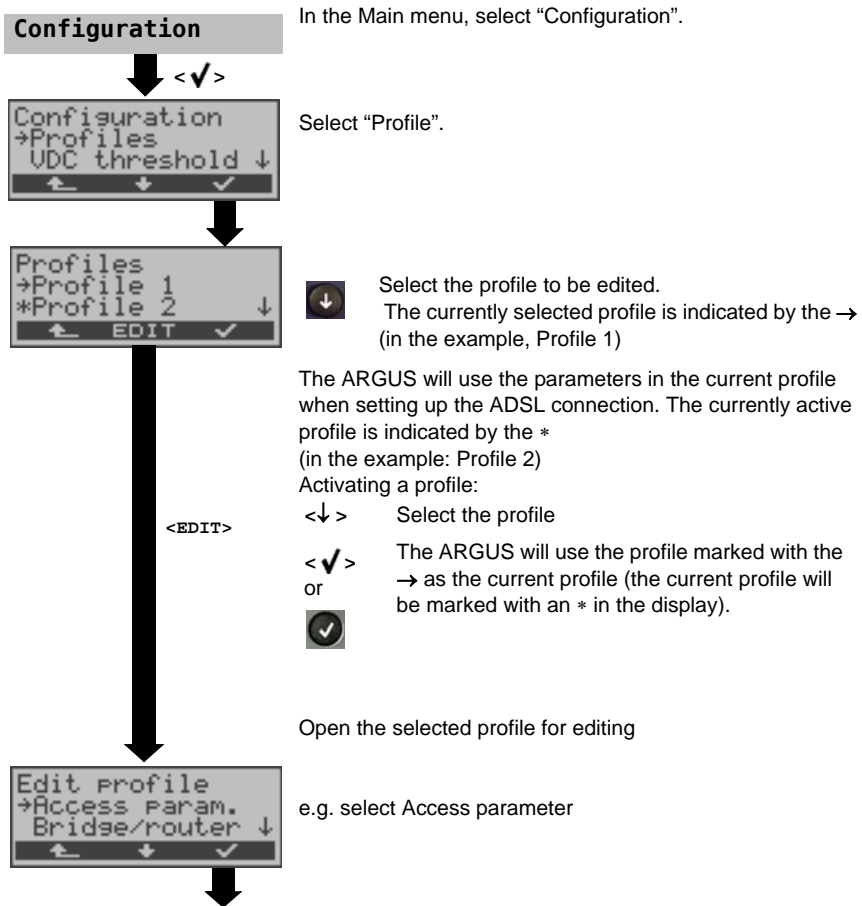 Configuration
In the Main menu, select “Configuration”.
<✓>
Configuration
→Profiles
VDC threshold ↓
Select “Profile”.
Profiles
→Profile 1
*Profile 2 ↓
EDIT ✓
Select the profile to be edited.
The currently selected profile is indicated by the →
(in the example, Profile 1)
The ARGUS will use the parameters in the current profile
when setting up the ADSL connection. The currently active
profile is indicated by the *
(in the example: Profile 2)
Activating a profile:
<↓> Select the profile
<EDIT>
<✓>
or
The ARGUS will use the profile marked with the
→ as the current profile (the current profile will
be marked with an * in the display).
Open the selected profile for editing
Edit profile
→Access param.
Bridge/router ↓
e.g. select Access parameter